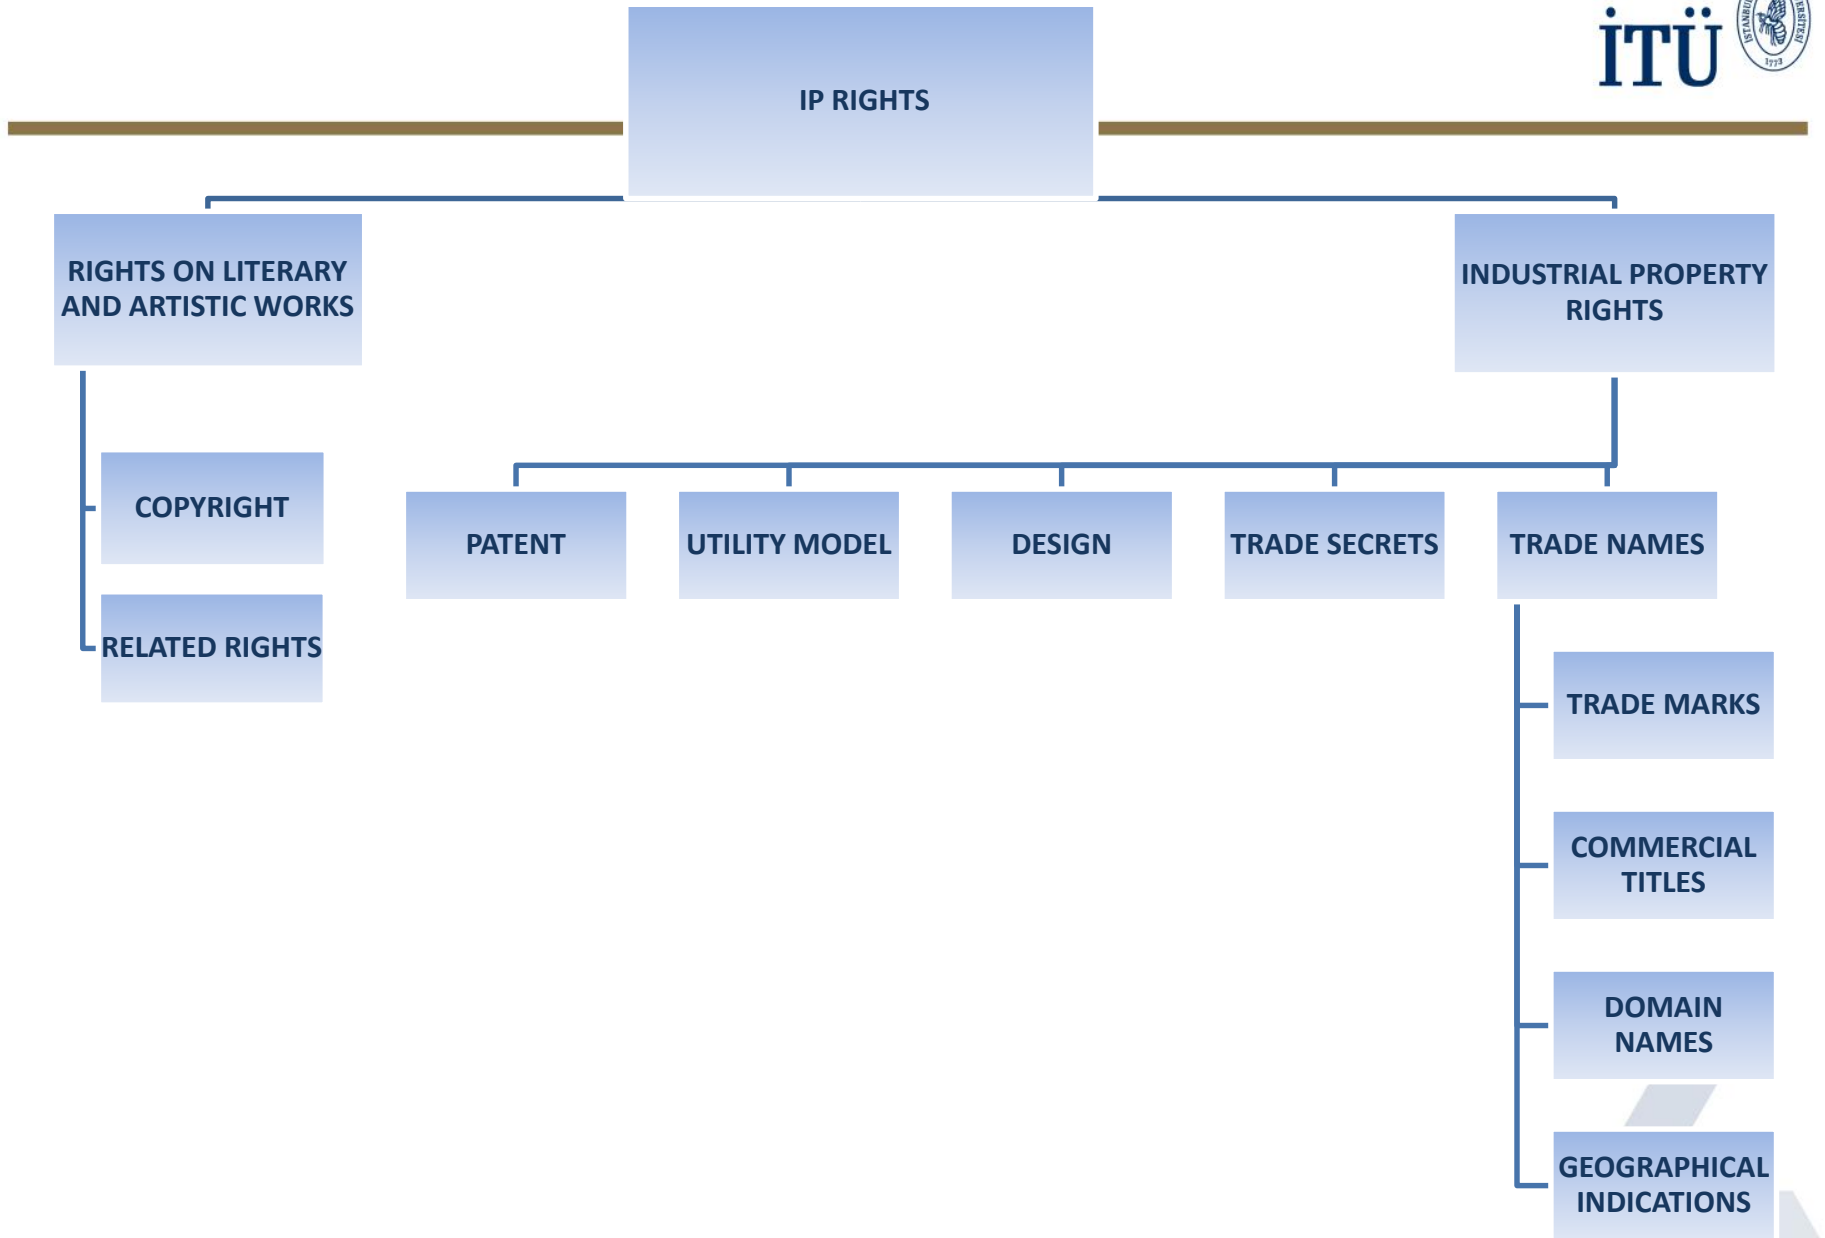 IP RIGHTS
İTÜ
1773
RIGHTS ON LITERARY
AND ARTISTIC WORKS
INDUSTRIAL PROPERTY
RIGHTS
COPYRIGHT
RELATED RIGHTS
PATENT
UTILITY MODEL
DESIGN
TRADE SECRETS
TRADE NAMES
TRADE MARKS
COMMERCIAL
TITLES
DOMAIN
NAMES
GEOGRAPHICAL
INDICATIONS